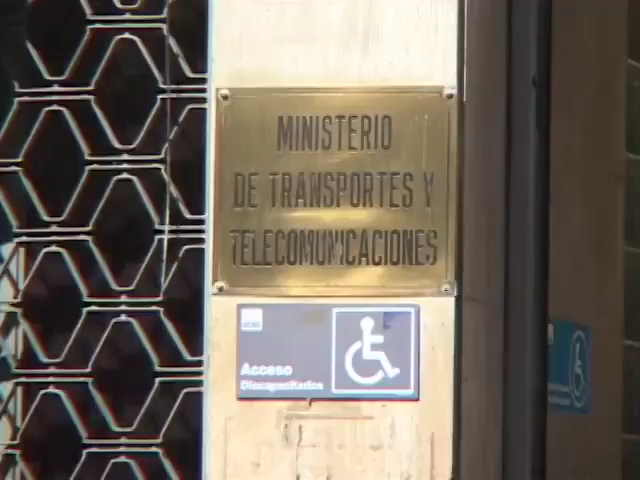 MINISTERIO
DE TRANSPORTES Y
TELECOMUNICACIONES
Acceso
Discapacitados